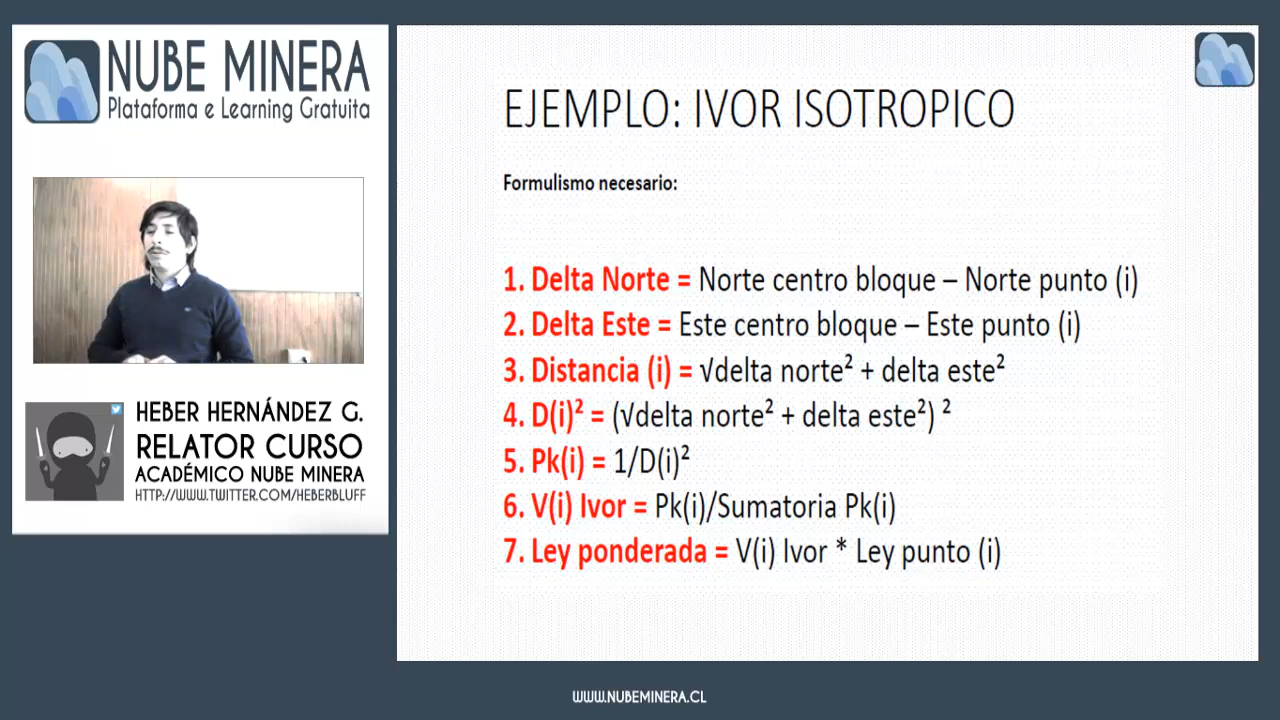 NUBE MINERA
Plataforma e Learning Gratuita
HEBER HERNÁNDEZ G.
RELATOR CURSO
ACADÉMICO NUBE MINERA
HTTP://WWW.TWITTER.COM/HEBERBLUFF
EJEMPLO: IVOR ISOTROPICO
Formulismo necesario:
1. Delta Norte = Norte centro bloque – Norte punto (i)
2. Delta Este = Este centro bloque – Este punto (i)
3. Distancia (i) = √delta norte² + delta este²
4. D(i)² = (√delta norte² + delta este²) ²
5. Pk(i) = 1/D(i)²
6. V(i) Ivor = Pk(i)/Sumatoria Pk(i)
7. Ley ponderada = V(i) Ivor * Ley punto (i)
WWW.NUBEMINERA.CL